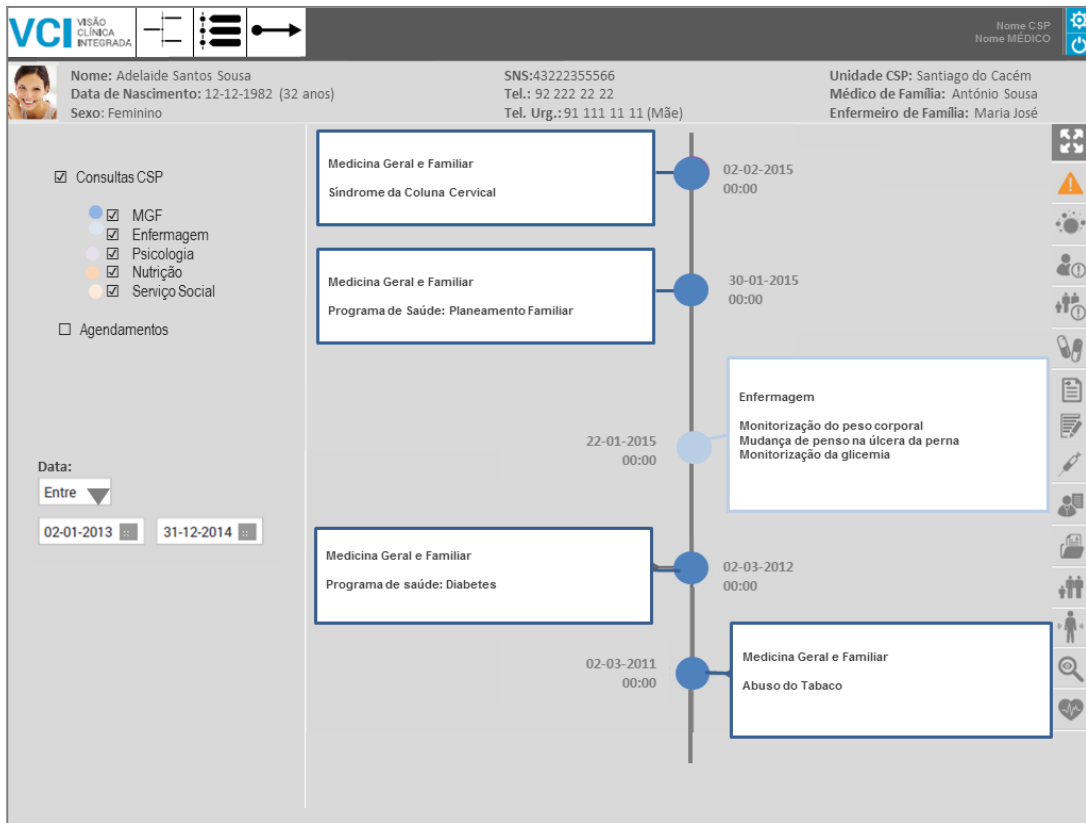 VCI VISÃO
CLÍNICA
INTEGRADA
Nome CSP
Nome MÉDICO
Nome: Adelaide Santos Sousa
Data de Nascimento: 12-12-1982 (32 anos)
Sexo: Feminino
SNS:43222355566
Tel.: 92 222 22 22
Tel. Urg.: 91 111 11 11 (Mãe)
Unidade CSP: Santiago do Cacém
Médico de Família: António Sousa
Enfermeiro de Família: Maria José
Consultas CSP
MGF
Enfermagem
Psicologia
Nutrição
Serviço Social
Agendamentos
Data:
Entre
02-01-2013
31-12-2014
Medicina Geral e Familiar
Síndrome da Coluna Cervical
02-02-2015
00:00
Medicina Geral e Familiar
Programa de Saúde: Planeamento Familiar
30-01-2015
00:00
Enfermagem
Monitorização do peso corporal
Mudança de penso na úlcera da perna
Monitorização da glicemia
22-01-2015
00:00
Medicina Geral e Familiar
Programa de saúde: Diabetes
02-03-2012
00:00
02-03-2011
00:00
Medicina Geral e Familiar
Abuso do Tabaco